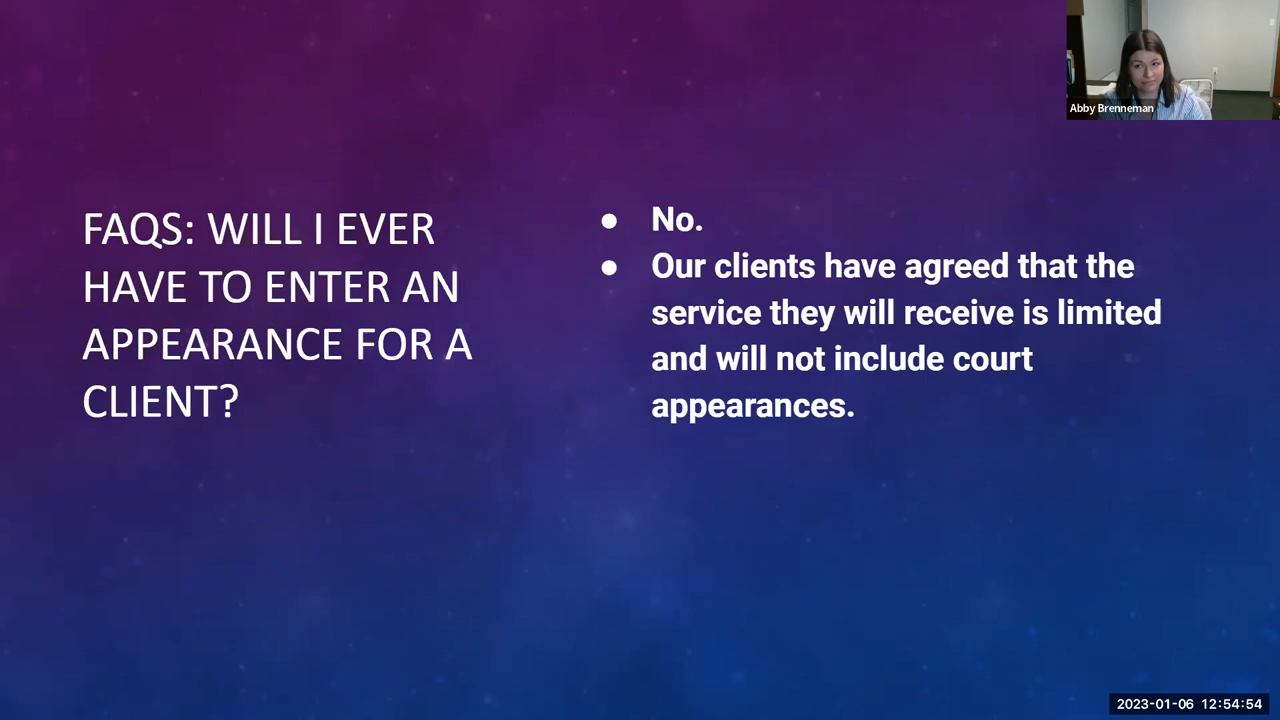 Abby Brenneman
FAQS: WILL I EVER
HAVE TO ENTER AN
APPEARANCE FOR A
CLIENT?
● No.
● Our clients have agreed that the
service they will receive is limited
and will not include court
appearances.
2023-01-06 12:54:54